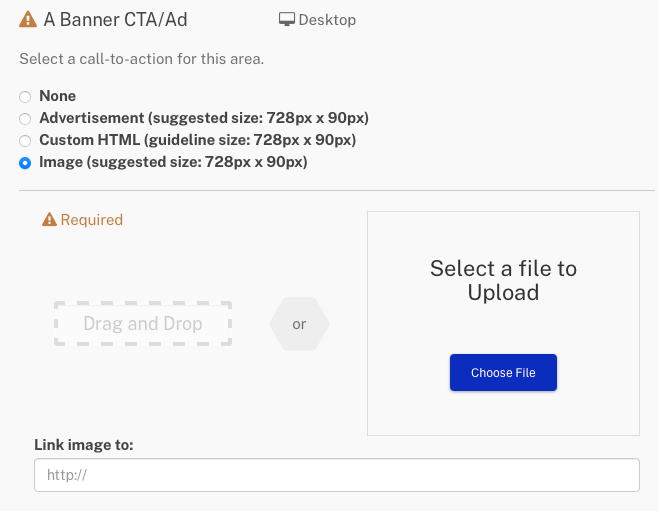 A Banner CTA/Ad
Desktop
Select a call-to-action for this area.
None
Advertisement (suggested size: 728px x 90px)
Custom HTML (guideline size: 728px x 90px)
Image (suggested size: 728px x 90px)
Required
Drag and Drop
or
Select a file to
Upload
Choose File
Link image to:
http://